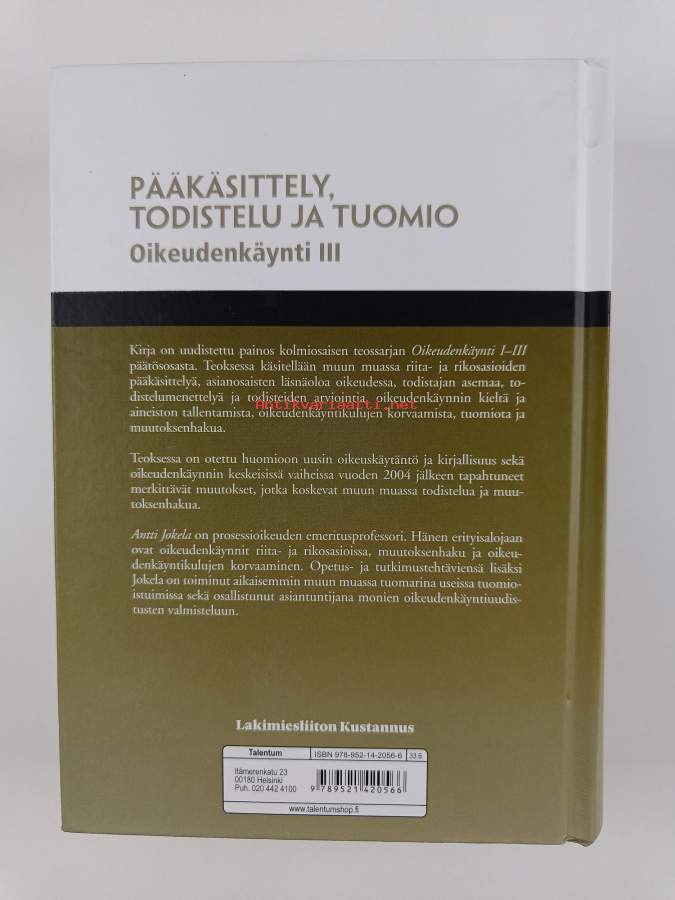 PÄÄKÄSITTELY,
TODISTELU JA TUOMIO
Oikeudenkäynti III
Kirja on uudistettu painos kolmiosaisen teossarjan Oikeudenkäynti I–III
päätösosasta. Teoksessa käsitellään muun muassa riita- ja rikosasioiden
pääkäsittelyä, asianosaisten läsnäoloa oikeudessa, todistajan asemaa, to-
distelumenettelyä ja todisteiden arviointia, oikeudenkäynnin kieltä ja
Antikvariaatti.net
aineiston tallentamista, oikeudenkäyntikulujen korvaamista, tuomiota ja
muutoksenhakua.
Teoksessa on otettu huomioon uusin oikeuskäytäntö ja kirjallisuus sekä
oikeudenkäynnin keskeisissä vaiheissa vuoden 2004 jälkeen tapahtuneet
merkittävät muutokset, jotka koskevat muun muassa todistelua ja muu-
toksenhakua.
Antti Jokela on prosessioikeuden emeritusprofessori. Hänen erityisalojaan
ovat oikeudenkäynnit riita- ja rikosasioissa, muutoksenhaku ja oikeu-
denkäyntikulujen korvaaminen. Opetus- ja tutkimustehtäviensä lisäksi
Jokela on toiminut aikaisemmin muun muassa tuomarina useissa tuomio-
istuimissa sekä osallistunut asiantuntijana monien oikeudenkäyntiuudis-
tusten valmisteluun.
Lakimiesliiton Kustannus
Talentum ISBN 978-952-14-2056-6 33.6
Itämerenkatu 23
00180 Helsinki
Puh. 020 442 4100
9 789521 420566
www.talentumshop.fi